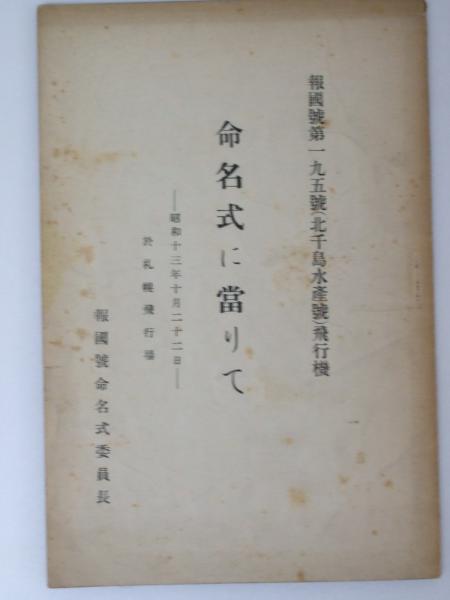 報國號第一九五號(北千島水產號)飛行機
命名式に當りて
――昭和十三年十月二十二日――
於札幌飛行場
報國號命名式委員長